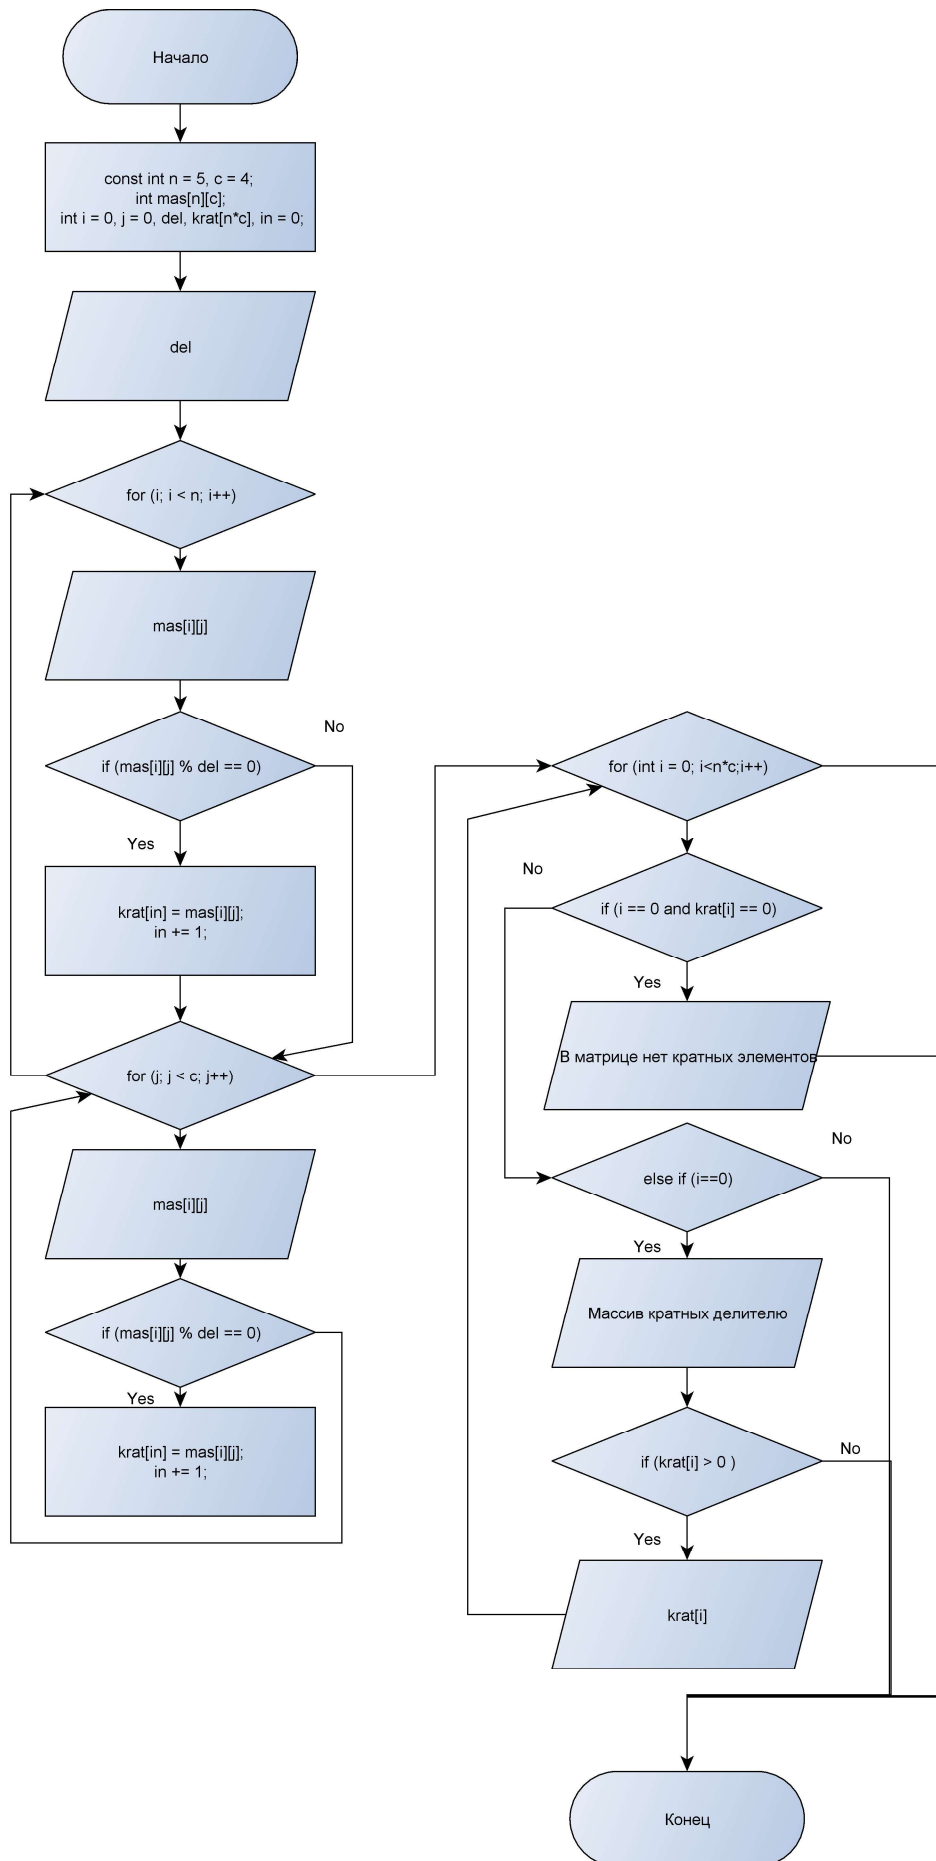 Начало
const int n = 5, c = 4;
int mas[n][c];
int i = 0, j = 0, del, krat[n*c], in = 0;
del
for (i; i < n; i++)
mas[i][j]
No
if (mas[i][j] % del == 0)
Yes
krat[in] = mas[i][j];
in += 1;
for (j; j < c; j++)
mas[i][j]
if (mas[i][j] % del == 0)
Yes
krat[in] = mas[i][j];
in += 1;
for (int i = 0; i<n*c;i++)
No
if (i == 0 and krat[i] == 0)
Yes
В матрице нет кратных элементов
No
else if (i==0)
Yes
Массив кратных делителю
if (krat[i] > 0 )
No
Yes
krat[i]
Конец